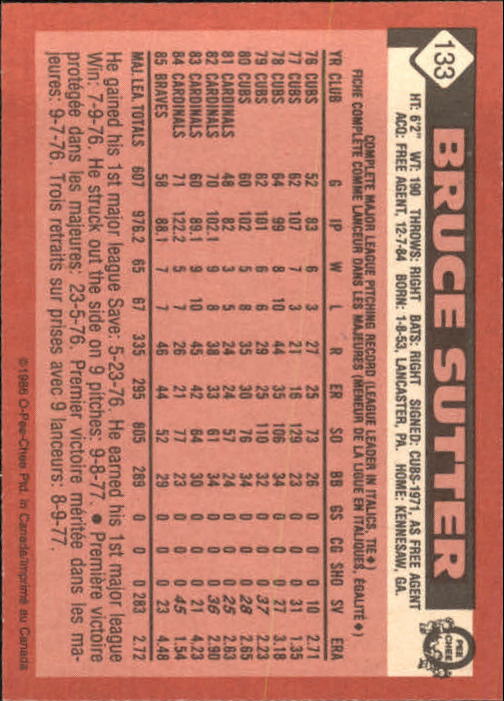 133
BRUCE SUTTER
O
PEE
CHEE
HT: 6'2" WT: 190 THROWS: RIGHT BATS: RIGHT SIGNED: CUBS-1971, AS FREE AGENT
ACQ: FREE AGENT, 12-7-84 BORN: 1-8-53, LANCASTER, PA. HOME: KENNESAW, GA.
COMPLETE MAJOR LEAGUE PITCHING RECORD (LEAGUE LEADER IN ITALICS, TIE♦)
FICHE COMPLÈTE COMME LANCEUR DANS LES MAJEURES (MENEUR DE LA LIGUE EN ITALIQUES, ÉGALITÉ♦)
YR CLUB G IP W L R ER SO BB GS CG SHO SV ERA
76 CUBS 52 83 6 3 27 25 73 26 0 0 0 10 2.71
77 CUBS 62 107 7 3 21 16 129 23 0 0 0 31 1.35
78 CUBS 64 99 8 10 44 35 106 34 0 0 0 27 3.18
79 CUBS 62 101 6 6 29 25 110 32 0 0 0 37 2.23
80 CUBS 60 102 5 8 35 30 76 34 0 0 0 28 2.65
81 CARDINALS 48 82 3 5 24 24 57 24 0 0 0 25 2.63
82 CARDINALS 70 102.1 9 8 38 33 61 34 0 0 0 36 2.90
83 CARDINALS 60 89.1 9 10 45 42 64 30 0 0 0 21 4.23
84 CARDINALS 71 122.2 5 7 26 21 77 23 0 0 0 45 1.54
85 BRAVES 58 88.1 7 7 46 44 52 29 0 0 0 23 4.48
MAJ. LEA. TOTALS 607 976.2 65 67 335 295 805 289 0 0 0 283 2.72
He gained his 1st major league Save: 5-23-76. He earned his 1st major league
Win: 7-9-76. He struck out the side on 9 pitches: 9-8-77. ● Première victoire
protégée dans les majeures: 23-5-76. Premier victoire méritée dans les ma-
jeures: 9-7-76. Trois retraits sur prises avec 9 lanceurs: 8-9-77.
©1986 O-Pee-Chee Ptd. in Canada/Imprimé au Canada